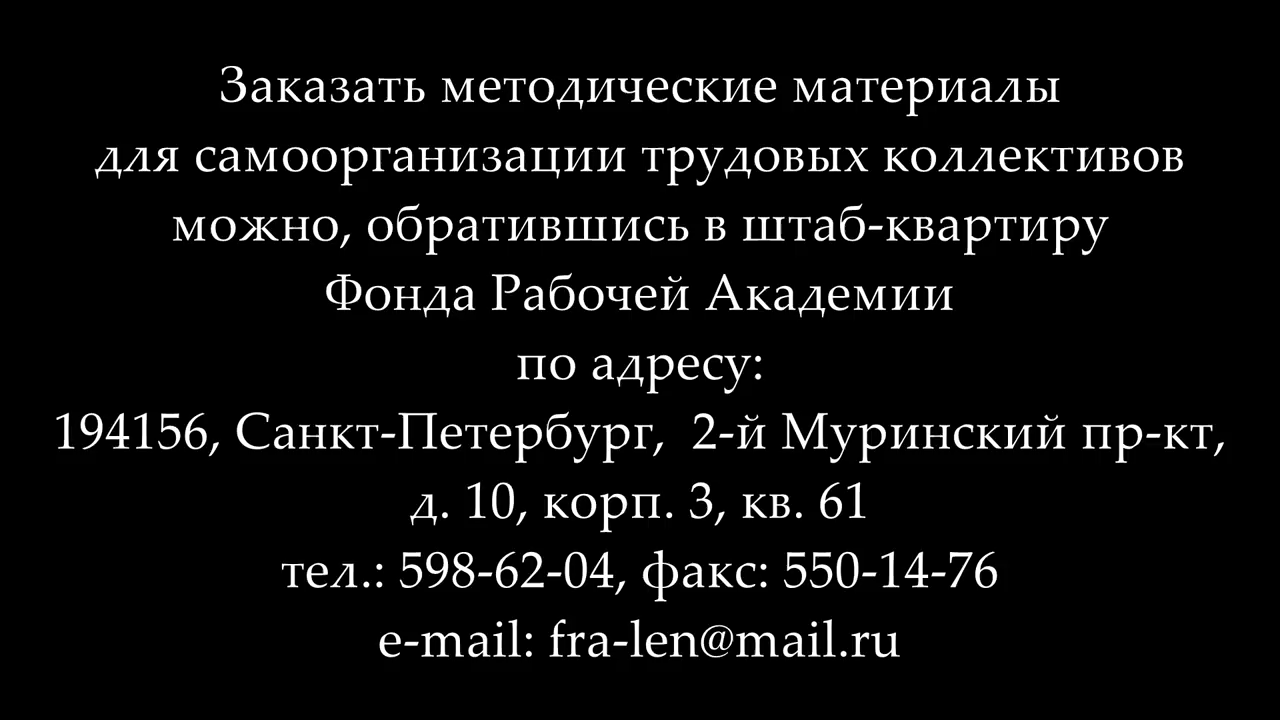 Заказать методические материалы
для самоорганизации трудовых коллективов
можно, обратившись в штаб-квартиру
Фонда Рабочей Академии
по адресу:
194156, Санкт-Петербург, 2-й Муринский пр-кт,
д. 10, корп. 3, кв. 61
тел.: 598-62-04, факс: 550-14-76
e-mail: fra-len@mail.ru